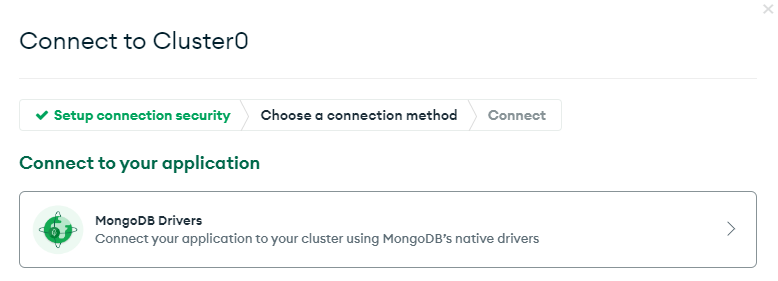 Connect to Cluster0
Setup connection security
Choose a connection method
Connect
Connect to your application
MongoDB Drivers
Connect your application to your cluster using MongoDB's native drivers